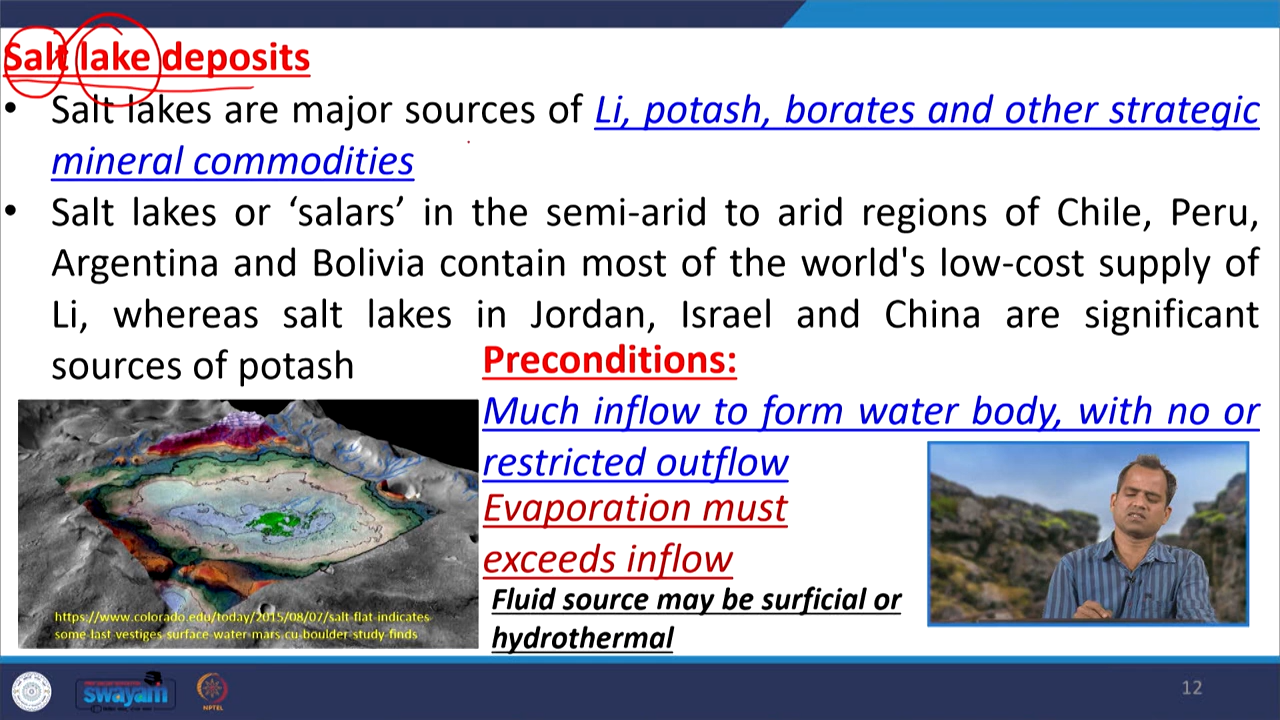 Salt lake deposits
• Salt lakes are major sources of Li, potash, borates and other strategic
mineral commodities
• Salt lakes or ‘salars’ in the semi-arid to arid regions of Chile, Peru,
Argentina and Bolivia contain most of the world's low-cost supply of
Li, whereas salt lakes in Jordan, Israel and China are significant
sources of potash
Preconditions:
Much inflow to form water body, with no or
restricted outflow
Evaporation must
exceeds inflow
Fluid source may be surficial or
hydrothermal
https://www.colorado.edu/today/2015/08/07/salt-flat-indicates-
some-last-vestiges-surface-water-mars-cu-boulder-study-finds
swayam
NPTEL
12